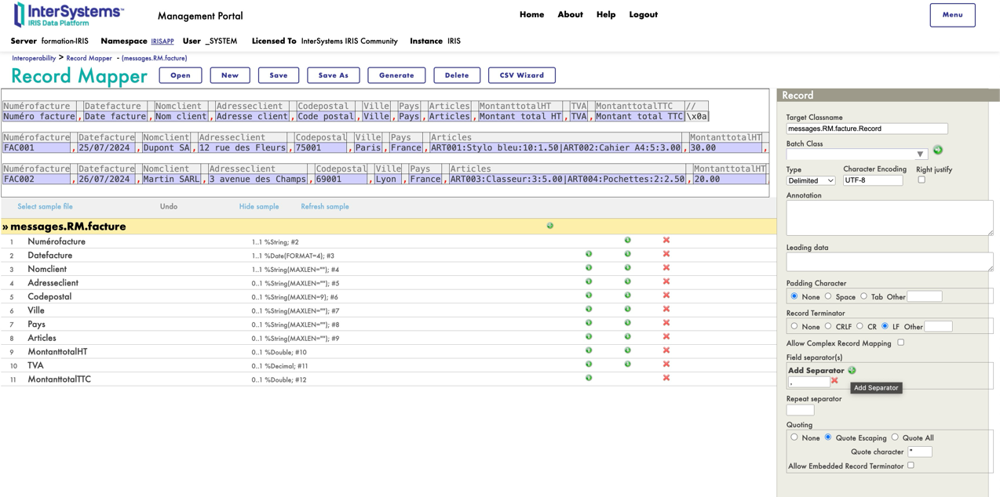 InterSystems™
IRIS Data Platform
Management Portal
Home About Help Logout
Menu
Server formation-IRIS Namespace IRISAPP User _SYSTEM Licensed To InterSystems IRIS Community Instance IRIS
Interoperability > Record Mapper - (messages.RM.facture)
Record Mapper Open New Save Save As Generate Delete CSV Wizard
Numérofacture Datefacture Nomclient Adresseclient Codepostal Ville Pays Articles MontanttotalHT TVA MontanttotalTTC //
Numéro facture,Date facture,Nom client,Adresse client,Code postal,Ville,Pays,Articles,Montant total HT,TVA,Montant total TTC\x0a
Numérofacture Datefacture Nomclient Adresseclient Codepostal Ville Pays Articles MontanttotalHT
FAC001,25/07/2024,Dupont SA,12 rue des Fleurs,75001,Paris,France,ART001:Stylo bleu:10:1.50|ART002:Cahier A4:5:3.00,30.00,
Numérofacture Datefacture Nomclient Adresseclient Codepostal Ville Pays Articles MontanttotalHT
FAC002,26/07/2024,Martin SARL,3 avenue des Champs,69001,Lyon,France,ART003:Classeur:3:5.00|ART004:Pochettes:2:2.50,20.00
Select sample file Undo Hide sample Refresh sample
» messages.RM.facture
1 Numérofacture 1..1 %String; #2
2 Datefacture 1..1 %Date(FORMAT=4); #3
3 Nomclient 1..1 %String(MAXLEN=""); #4
4 Adresseclient 0..1 %String(MAXLEN=""); #5
5 Codepostal 0..1 %String(MAXLEN=9); #6
6 Ville 0..1 %String(MAXLEN=""); #7
7 Pays 0..1 %String(MAXLEN=""); #8
8 Articles 0..1 %String(MAXLEN=""); #9
9 MontanttotalHT 0..1 %Double; #10
10 TVA 0..1 %Decimal; #11
11 MontanttotalTTC 0..1 %Double; #12
Record
Target Classname
messages.RM.facture.Record
Batch Class
Type Character Encoding Right justify
Delimited UTF-8
Annotation
Leading data
Padding Character
None Space Tab Other
Record Terminator
None CRLF CR LF Other
Allow Complex Record Mapping
Field separator(s)
Add Separator
,
Add Separator
Repeat separator
Quoting
None Quote Escaping Quote All
Quote character "
Allow Embedded Record Terminator